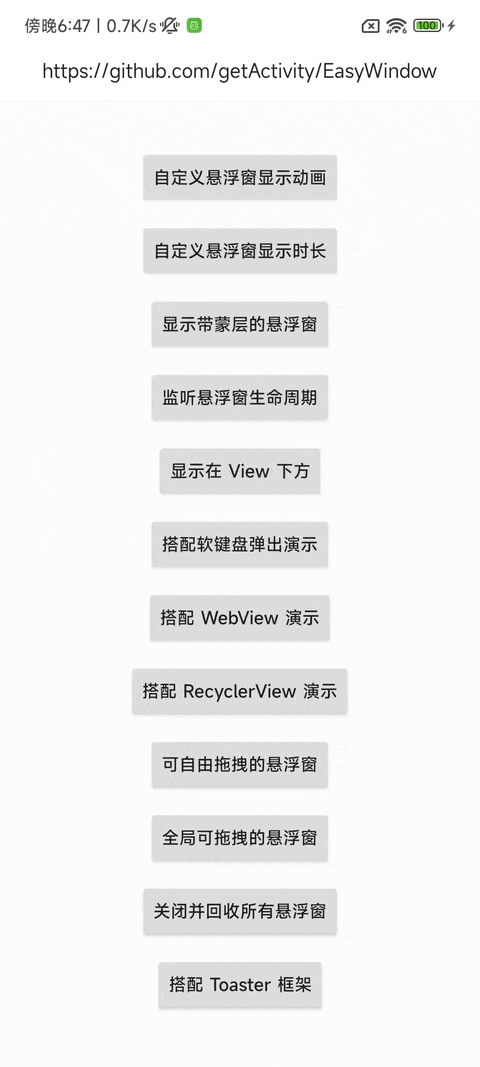 傍晚6:47 | 0.7K/s 6 100
https://github.com/getActivity/EasyWindow
自定义悬浮窗显示动画
自定义悬浮窗显示时长
显示带蒙层的悬浮窗
监听悬浮窗生命周期
显示在 View 下方
搭配软键盘弹出演示
搭配 WebView 演示
搭配 RecyclerView 演示
可自由拖拽的悬浮窗
全局可拖拽的悬浮窗
关闭并回收所有悬浮窗
搭配 Toaster 框架